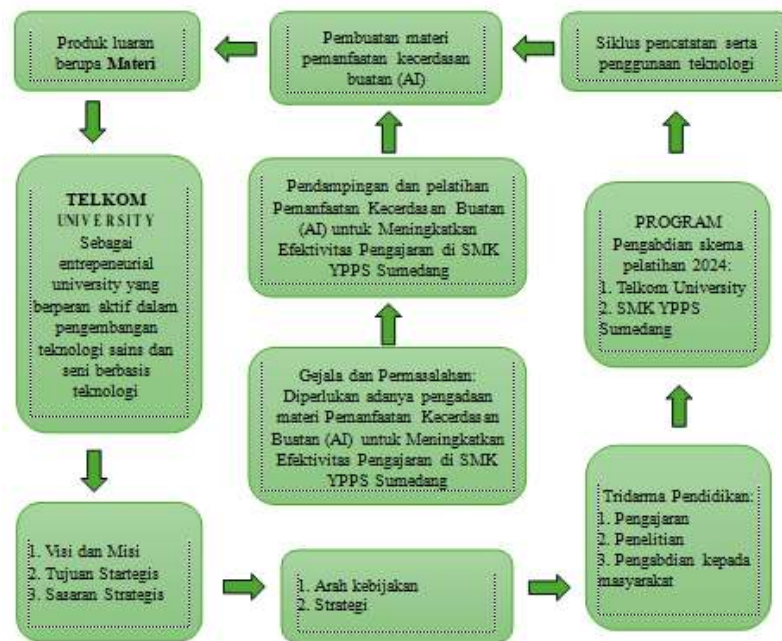 Produk luaran
berupa Materi
Pembuatan materi
pemanfaatan kecerdasan
buatan (AI)
Siklus pencatatan serta
penggunaan teknologi
TELKOM
UNIVERSITY
Sebagai
entrepeneurial
university yang
berperan aktif dalam
pengembangan
teknologi sains dan
seni berbasis
teknologi
Pendampingan dan pelatihan
Pemanfaatan Kecerdasan Buatan
(AI) untuk Meningkatkan
Efektivitas Pengajaran di SMK
YPPS Sumedang
PROGRAM
Pengabdian skema
pelatihan 2024:
1. Telkom University
2. SMK YPPS
Sumedang
Gejala dan Permasalahan:
Diperlukan adanya pengadaan
materi Pemanfaatan Kecerdasan
Buatan (AI) untuk Meningkatkan
Efektivitas Pengajaran di SMK
YPPS Sumedang
1. Visi dan Misi
2. Tujuan Startegis
3. Sasaran Strategis
1. Arah kebijakan
2. Strategi
Tridarma Pendidikan:
1. Pengajaran
2. Penelitian
3. Pengabdian kepada
masyarakat